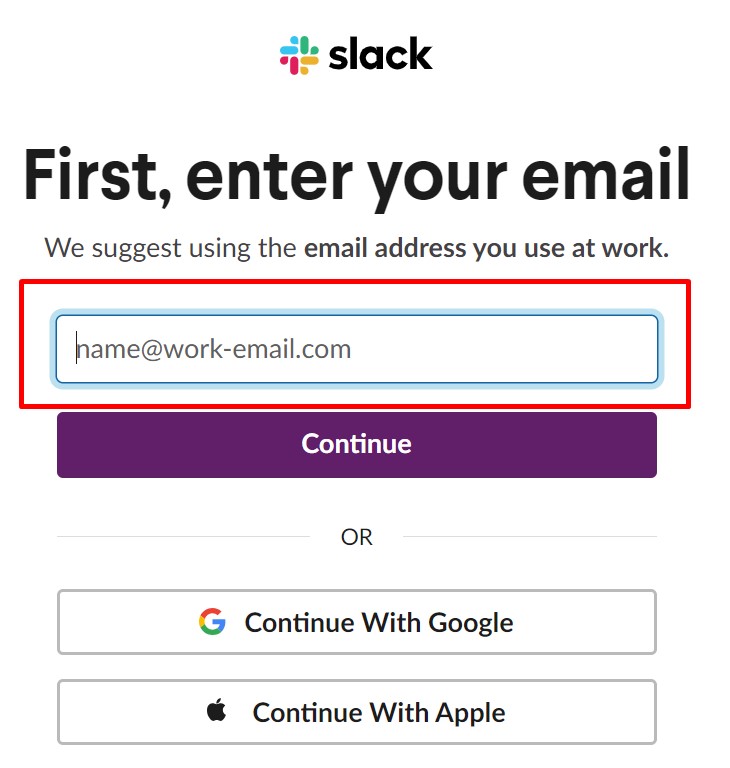 slack
First, enter your email
We suggest using the email address you use at work.
name@work-email.com
Continue
OR
Continue With Google
Continue With Apple